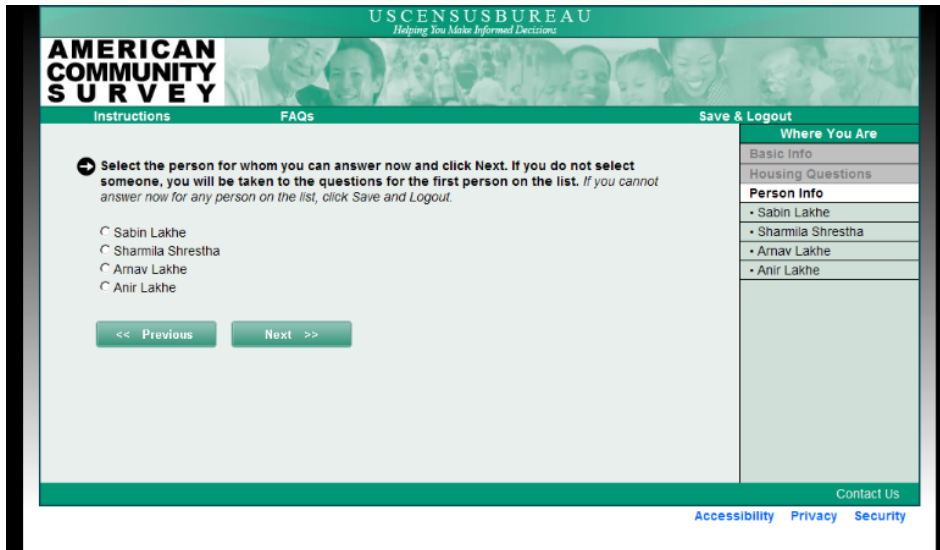 USCENSUSBUREAU
Helping You Make Informed Decisions
AMERICAN
COMMUNITY
SURVEY
Instructions FAQs Save & Logout
Where You Are
Basic Info
Housing Questions
Person Info
• Sabin Lakhe
• Sharmila Shrestha
• Arnav Lakhe
• Anir Lakhe
Select the person for whom you can answer now and click Next. If you do not select
someone, you will be taken to the questions for the first person on the list. If you cannot
answer now for any person on the list, click Save and Logout.
Sabin Lakhe
Sharmila Shrestha
Arnav Lakhe
Anir Lakhe
<< Previous Next >>
Contact Us
Accessibility Privacy Security